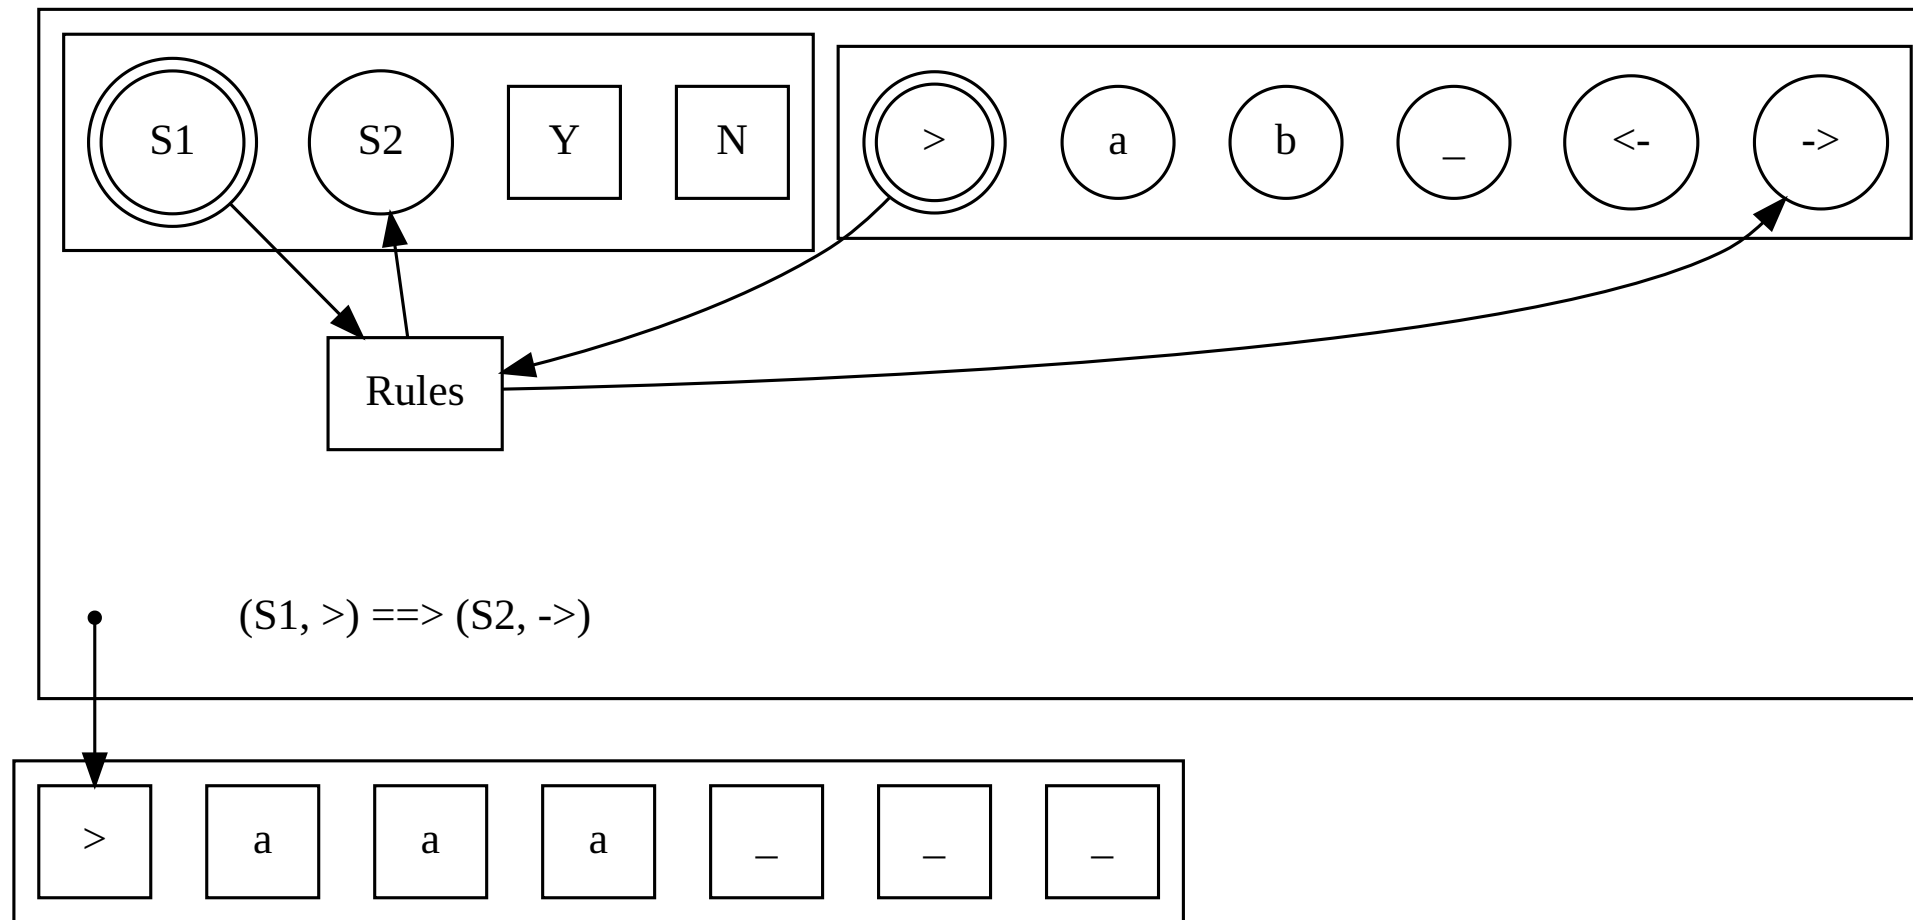 S1 S2 Y N > a b _ <- ->
Rules
(S1, >) ==> (S2, ->)
> a a a _ _ _